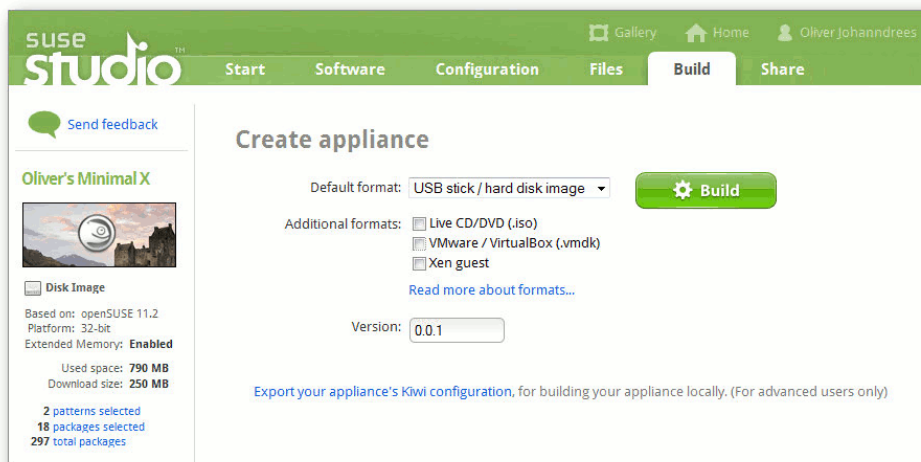 suse
studio™
Gallery Home Oliver Johanndrees
Start Software Configuration Files Build Share
Send feedback
Oliver's Minimal X
Disk Image
Based on: openSUSE 11.2
Platform: 32-bit
Extended Memory: Enabled
Used space: 790 MB
Download size: 250 MB
2 patterns selected
18 packages selected
297 total packages
Create appliance
Default format: USB stick / hard disk image Build
Additional formats: Live CD/DVD (.iso)
VMware / VirtualBox (.vmdk)
Xen guest
Read more about formats...
Version: 0.0.1
Export your appliance's Kiwi configuration, for building your appliance locally. (For advanced users only)